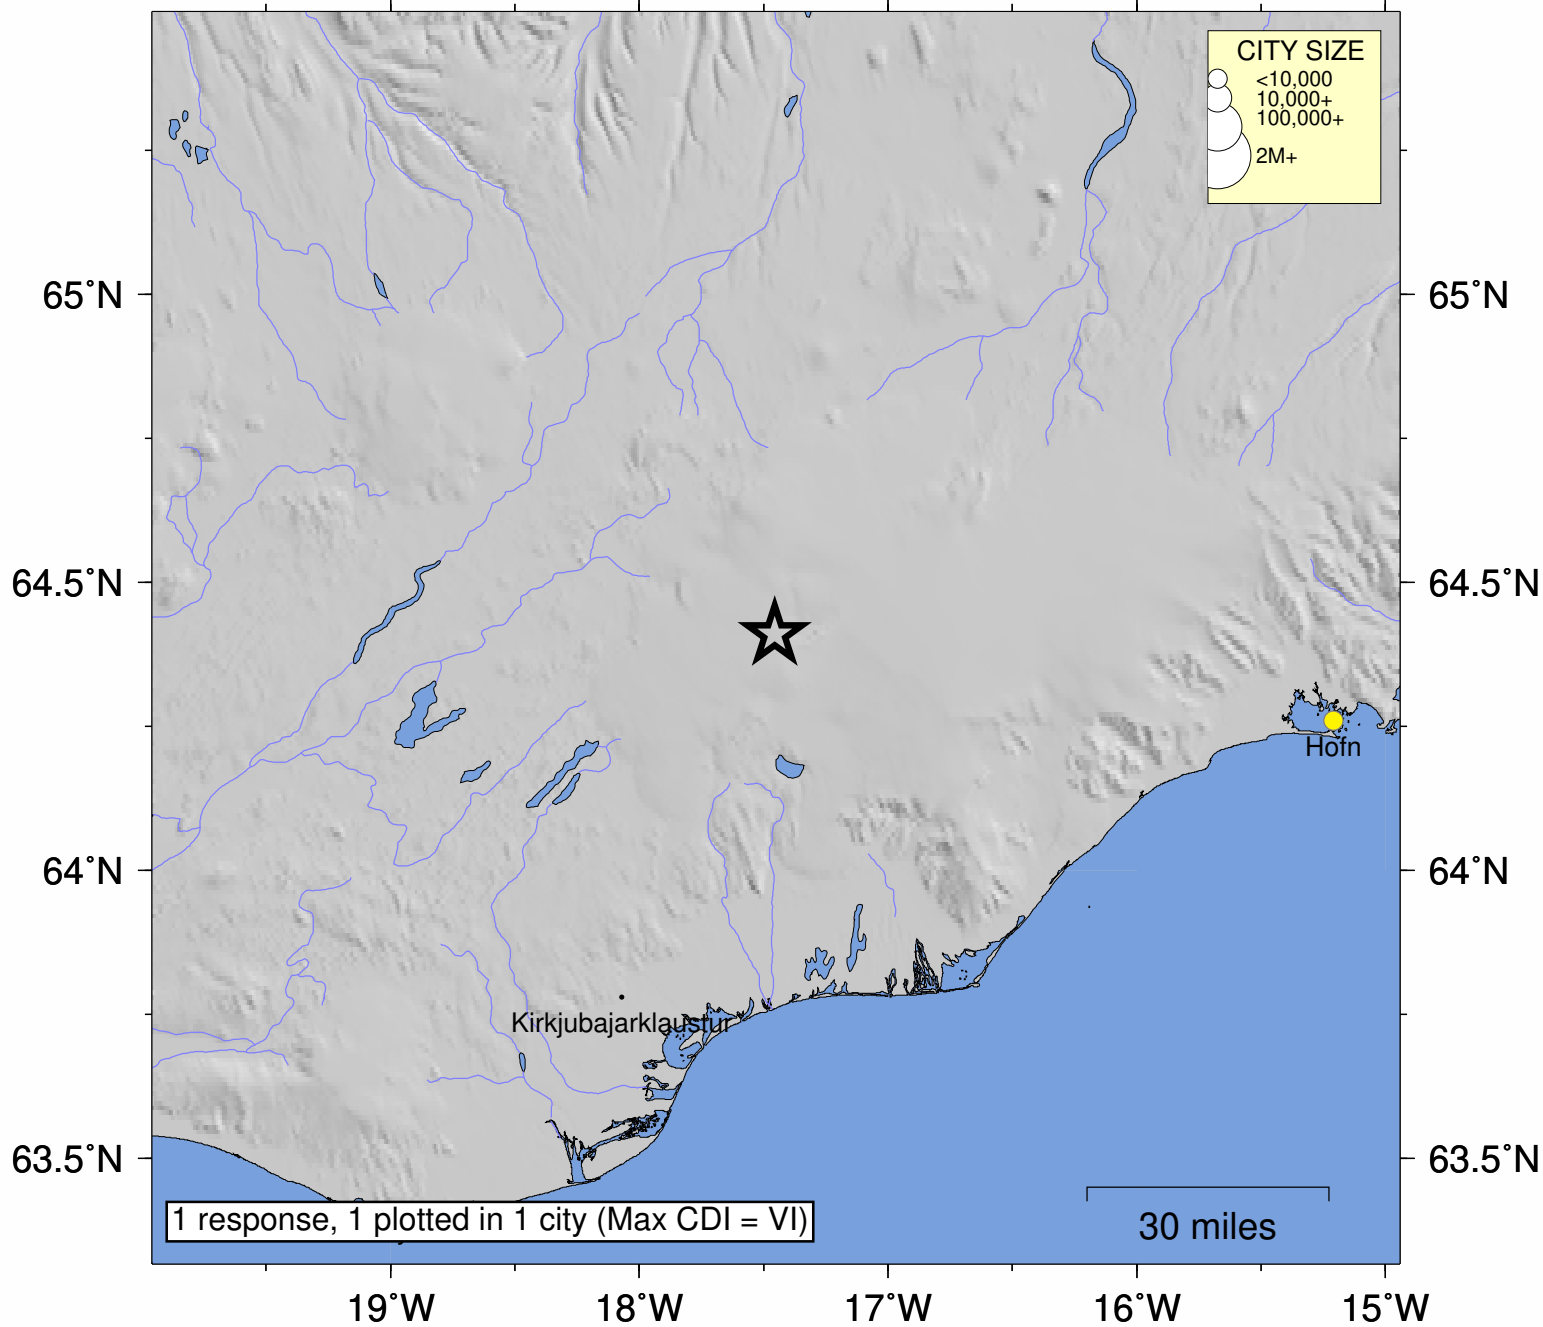 CITY SIZE
<10,000
10,000+
100,000+
2M+
65˚N
65˚N
64.5˚N
64.5˚N
Hofn
64˚N
64˚N
Kirkjubajarklaustur
63.5˚N
63.5˚N
1 response, 1 plotted in 1 city (Max CDI = VI)
30 miles
19˚W
18˚W
17˚W
16˚W
15˚W